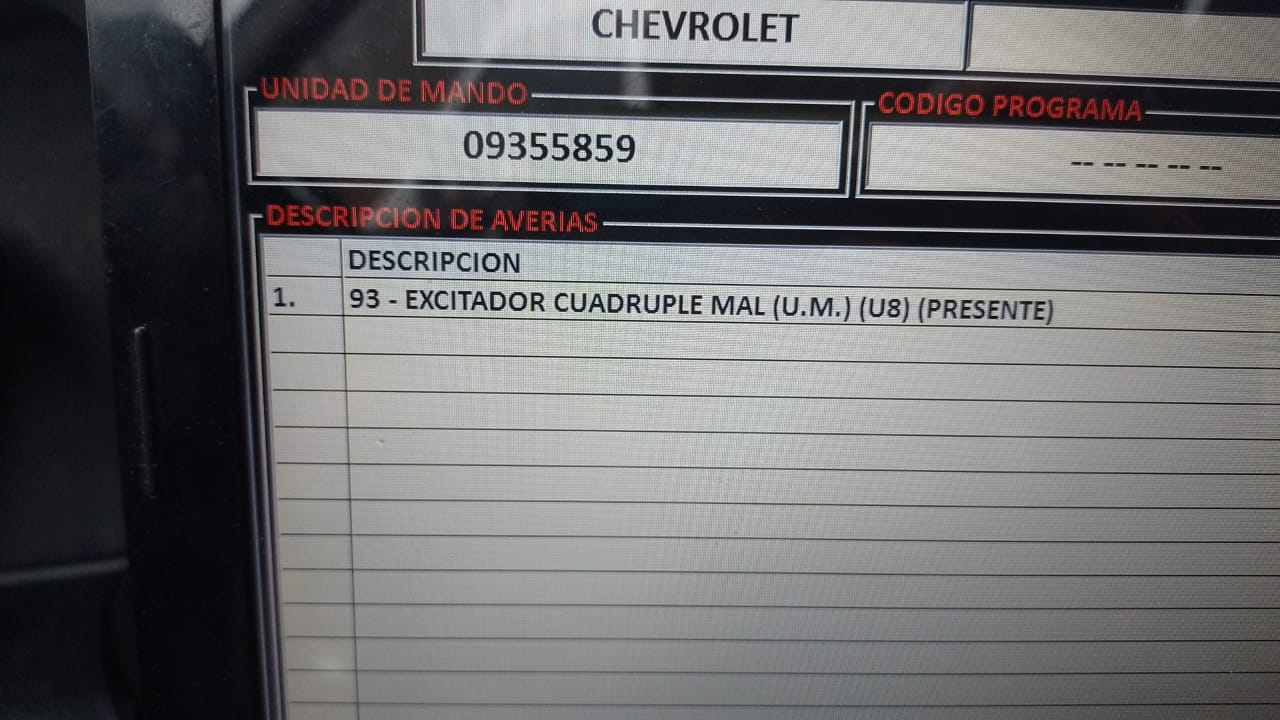 CHEVROLET
UNIDAD DE MANDO
CODIGO PROGRAMA
09355859
-- -- -- -- --
DESCRIPCION DE AVERIAS
DESCRIPCION
1. 93 - EXCITADOR CUADRUPLE MAL (U.M.) (U8) (PRESENTE)